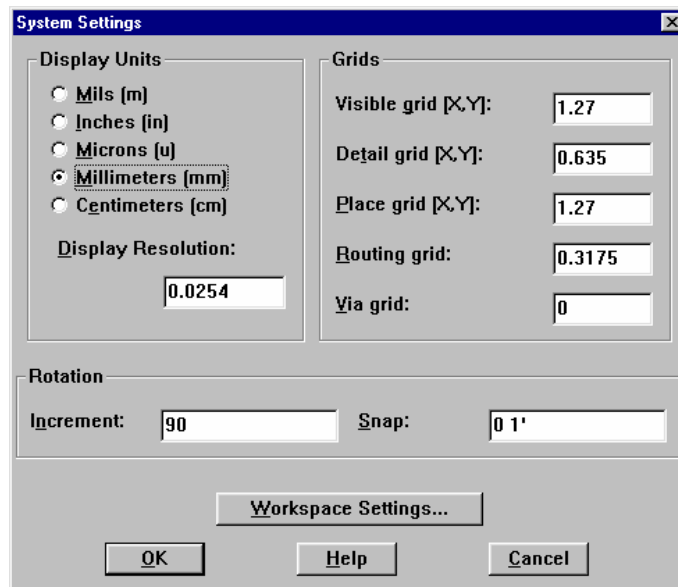 System Settings
Display Units
Mils (m)
Inches (in)
Microns (u)
Millimeters (mm)
Centimeters (cm)
Display Resolution:
0.0254
Grids
Visible grid [X,Y]:
1.27
Detail grid [X,Y]:
0.635
Place grid [X,Y]:
1.27
Routing grid:
0.3175
Via grid:
0
Rotation
Increment:
90
Snap:
0 1'
Workspace Settings...
OK
Help
Cancel